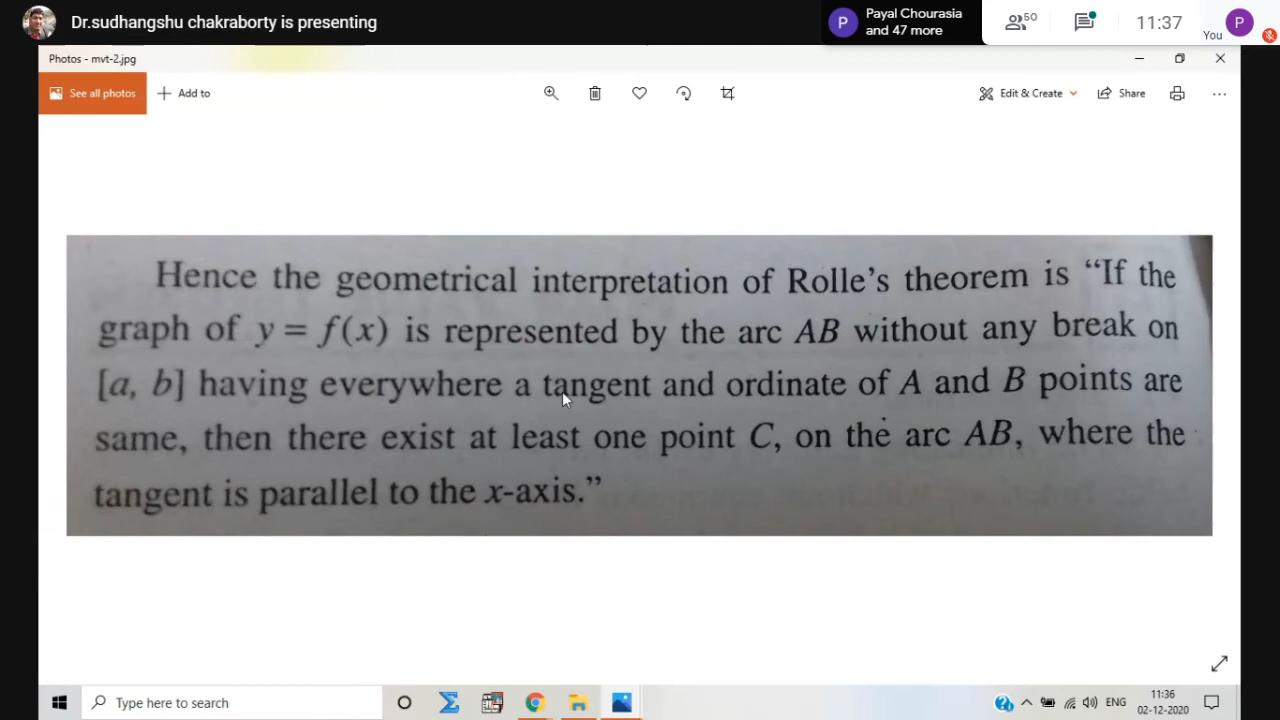 Dr.sudhangshu chakraborty is presenting
P
Payal Chourasia
and 47 more
50
11:37
You
P
Photos - mvt-2.jpg
See all photos
Add to
Edit & Create
Share
Hence the geometrical interpretation of Rolle's theorem is “If the
graph of y = f(x) is represented by the arc AB without any break on
[a, b] having everywhere a tangent and ordinate of A and B points are
same, then there exist at least one point C, on the arc AB, where the
tangent is parallel to the x-axis.”
Type here to search
ENG
11:36
02-12-2020